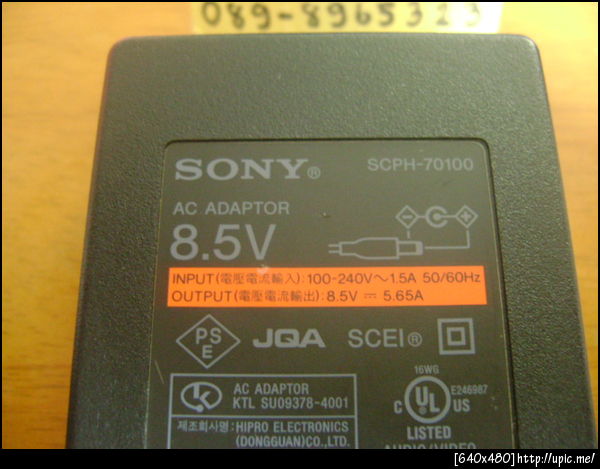 089-8965323
SONY®
SCPH-70100
AC ADAPTOR
8.5V
INPUT(電壓電流輸入): 100-240V～1.5A 50/60Hz
OUTPUT(電壓電流輸出): 8.5V ⎓ 5.65A
PS E JQA SCEI®
16WG
K AC ADAPTOR
KTL SU09378-4001
제조회사명: HIPRO ELECTRONICS
(DONGGUAN)CO., LTD.
C UL® US E246987
LISTED
AUDIO/VIDEO
[640x480]http://upic.me/